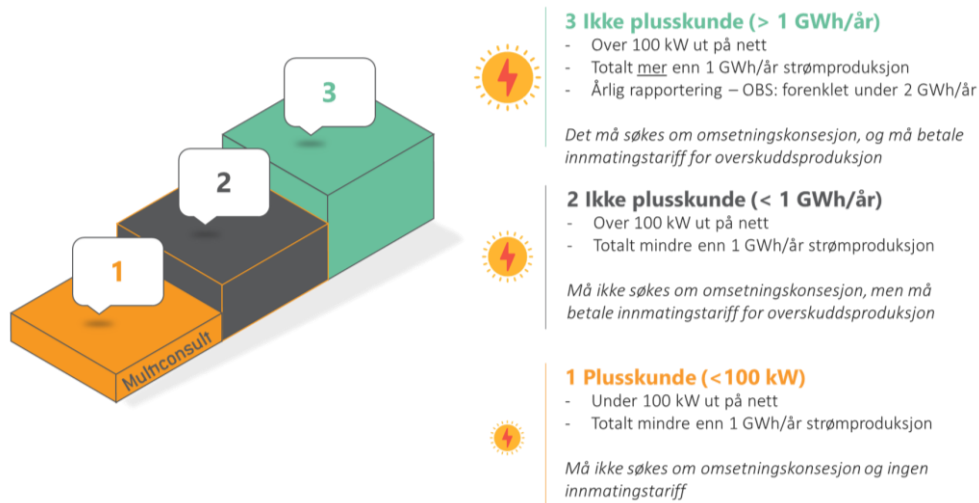 3 Ikke plusskunde (> 1 GWh/år)
- Over 100 kW ut på nett
- Totalt mer enn 1 GWh/år strømproduksjon
- Årlig rapportering – OBS: forenklet under 2 GWh/år
Det må søkes om omsetningskonsesjon, og må betale
innmatingstariff for overskuddsproduksjon
2 Ikke plusskunde (< 1 GWh/år)
- Over 100 kW ut på nett
- Totalt mindre enn 1 GWh/år strømproduksjon
Må ikke søkes om omsetningskonsesjon, men må
betale innmatingstariff for overskuddsproduksjon
1 Plusskunde (<100 kW)
- Under 100 kW ut på nett
- Totalt mindre enn 1 GWh/år strømproduksjon
Må ikke søkes om omsetningskonsesjon og ingen
innmatingstariff
3
2
1
Multiconsult